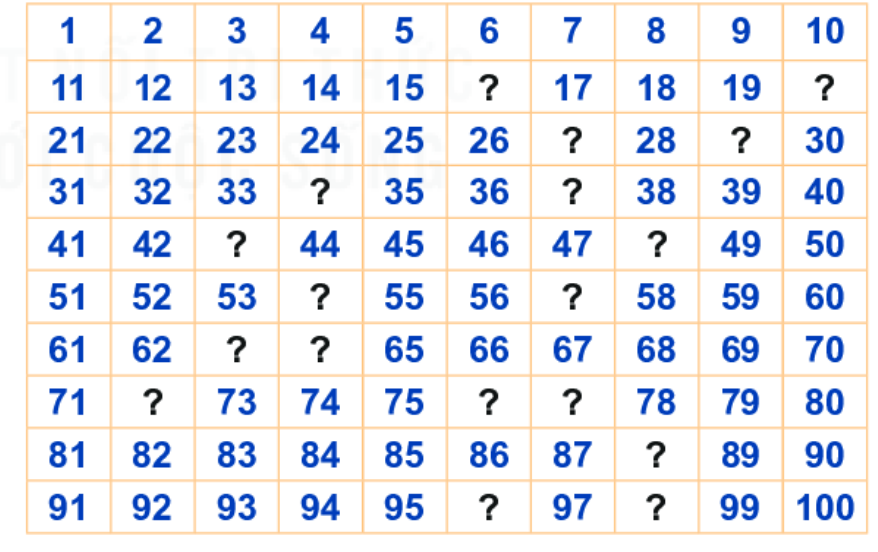 1 2 3 4 5 6 7 8 9 10
11 12 13 14 15 ? 17 18 19 ?
21 22 23 24 25 26 ? 28 ? 30
31 32 33 ? 35 36 ? 38 39 40
41 42 ? 44 45 46 47 ? 49 50
51 52 53 ? 55 56 ? 58 59 60
61 62 ? ? 65 66 67 68 69 70
71 ? 73 74 75 ? ? 78 79 80
81 82 83 84 85 86 87 ? 89 90
91 92 93 94 95 ? 97 ? 99 100